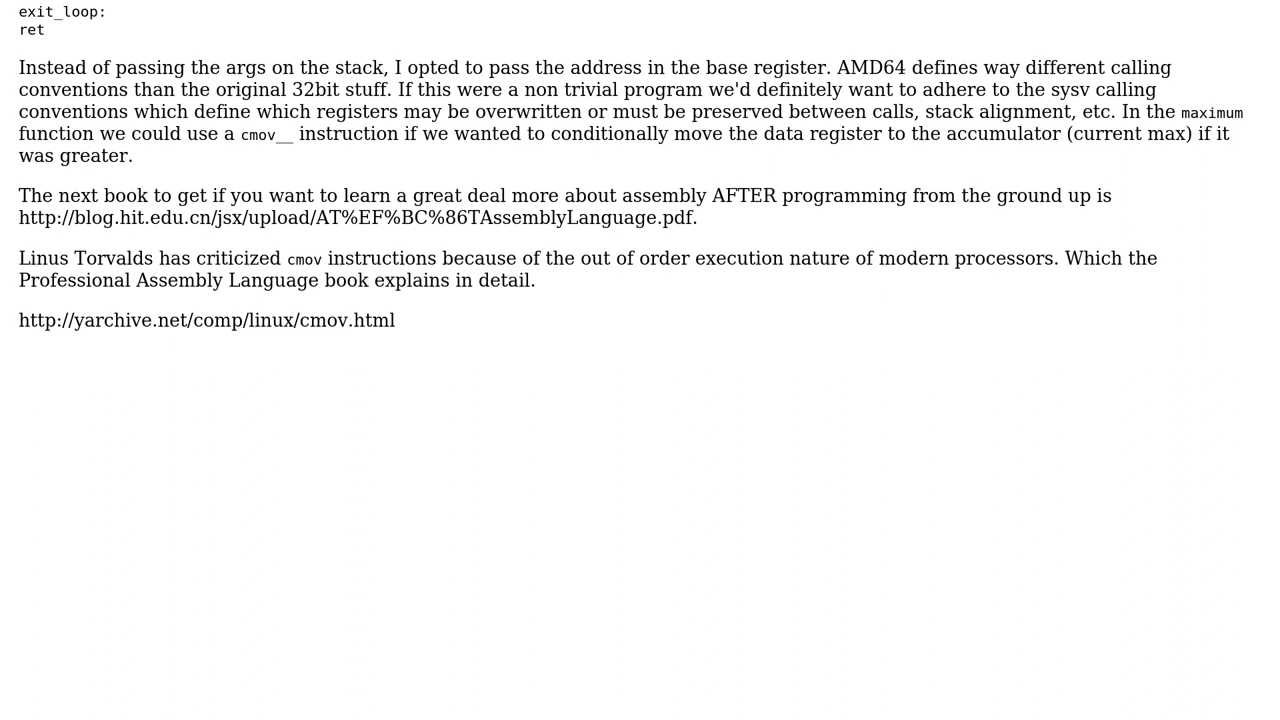 exit_loop:
ret
Instead of passing the args on the stack, I opted to pass the address in the base register. AMD64 defines way different calling
conventions than the original 32bit stuff. If this were a non trivial program we'd definitely want to adhere to the sysv calling
conventions which define which registers may be overwritten or must be preserved between calls, stack alignment, etc. In the maximum
function we could use a cmov__ instruction if we wanted to conditionally move the data register to the accumulator (current max) if it
was greater.
The next book to get if you want to learn a great deal more about assembly AFTER programming from the ground up is
http://blog.hit.edu.cn/jsx/upload/AT%EF%BC%86TAssemblyLanguage.pdf.
Linus Torvalds has criticized cmov instructions because of the out of order execution nature of modern processors. Which the
Professional Assembly Language book explains in detail.
http://yarchive.net/comp/linux/cmov.html